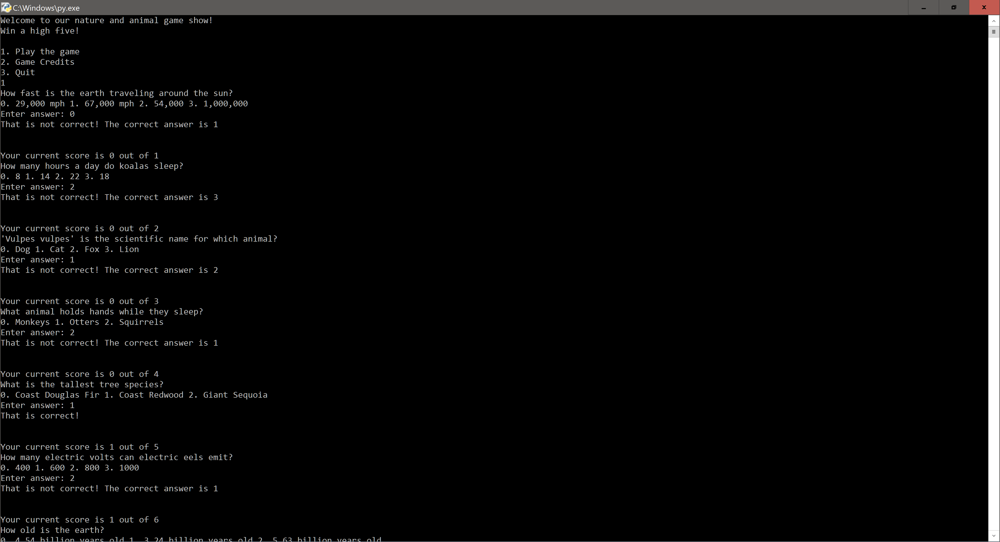 C:\Windows\py.exe
Welcome to our nature and animal game show!
Win a high five!
1. Play the game
2. Game Credits
3. Quit
1
How fast is the earth traveling around the sun?
0. 29,000 mph 1. 67,000 mph 2. 54,000 3. 1,000,000
Enter answer: 0
That is not correct! The correct answer is 1
Your current score is 0 out of 1
How many hours a day do koalas sleep?
0. 8 1. 14 2. 22 3. 18
Enter answer: 2
That is not correct! The correct answer is 3
Your current score is 0 out of 2
'Vulpes vulpes' is the scientific name for which animal?
0. Dog 1. Cat 2. Fox 3. Lion
Enter answer: 1
That is not correct! The correct answer is 2
Your current score is 0 out of 3
What animal holds hands while they sleep?
0. Monkeys 1. Otters 2. Squirrels
Enter answer: 2
That is not correct! The correct answer is 1
Your current score is 0 out of 4
What is the tallest tree species?
0. Coast Douglas Fir 1. Coast Redwood 2. Giant Sequoia
Enter answer: 1
That is correct!
Your current score is 1 out of 5
How many electric volts can electric eels emit?
0. 400 1. 600 2. 800 3. 1000
Enter answer: 2
That is not correct! The correct answer is 1
Your current score is 1 out of 6
How old is the earth?
0. 4.54 billion years old 1. 3.24 billion years old 2. 5.63 billion years old